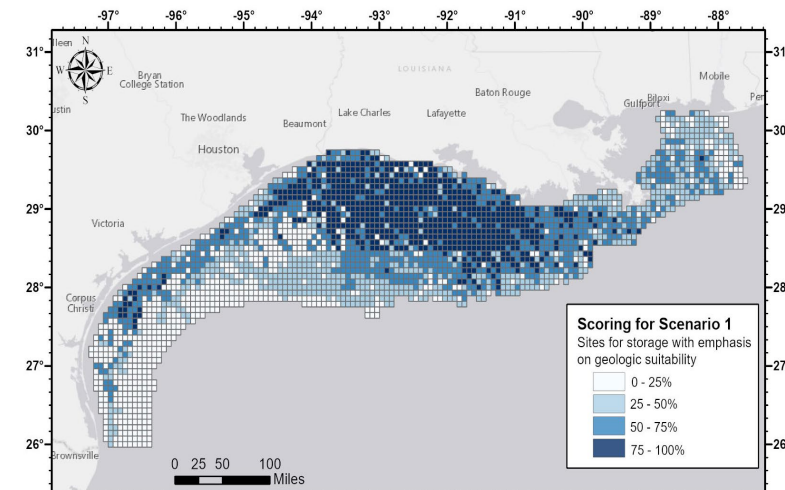 -97° -96° -95° -94° -93° -92° -91° -90° -89° -88°
31° 31
lleen
N
W E
S
Bryan
College Station
LOUISIANA
Mobile
Baton Rouge
Biloxi
Gulfport
Per
stin
The Woodlands
Beaumont
Lake Charles
Lafayette
30° 30
Houston
29° 29
Victoria
28° 28
Corpus
Christi
Scoring for Scenario 1
Sites for storage with emphasis
on geologic suitability
0 - 25%
25 - 50%
50 - 75%
75 - 100%
27° 27
26° 26
Brownsville
0 25 50 100
Miles